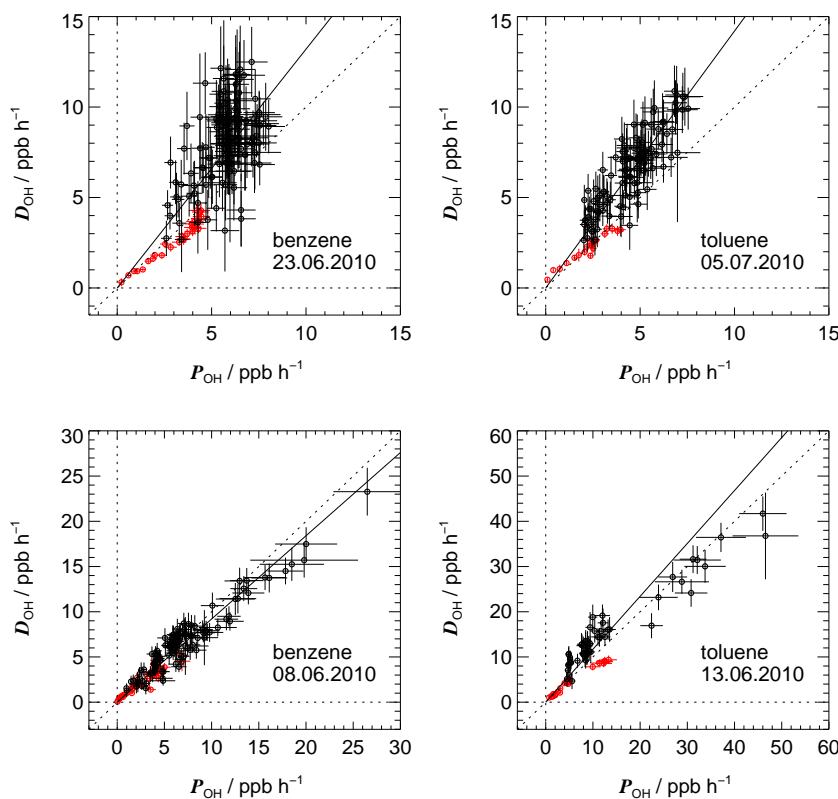 15
10
5
0
D_OH / ppb h⁻¹
benzene
23.06.2010
0 5 10 15
P_OH / ppb h⁻¹
15
10
5
0
D_OH / ppb h⁻¹
toluene
05.07.2010
0 5 10 15
P_OH / ppb h⁻¹
30
25
20
15
10
5
0
D_OH / ppb h⁻¹
benzene
08.06.2010
0 5 10 15 20 25 30
P_OH / ppb h⁻¹
60
50
40
30
20
10
0
D_OH / ppb h⁻¹
toluene
13.06.2010
0 10 20 30 40 50 60
P_OH / ppb h⁻¹